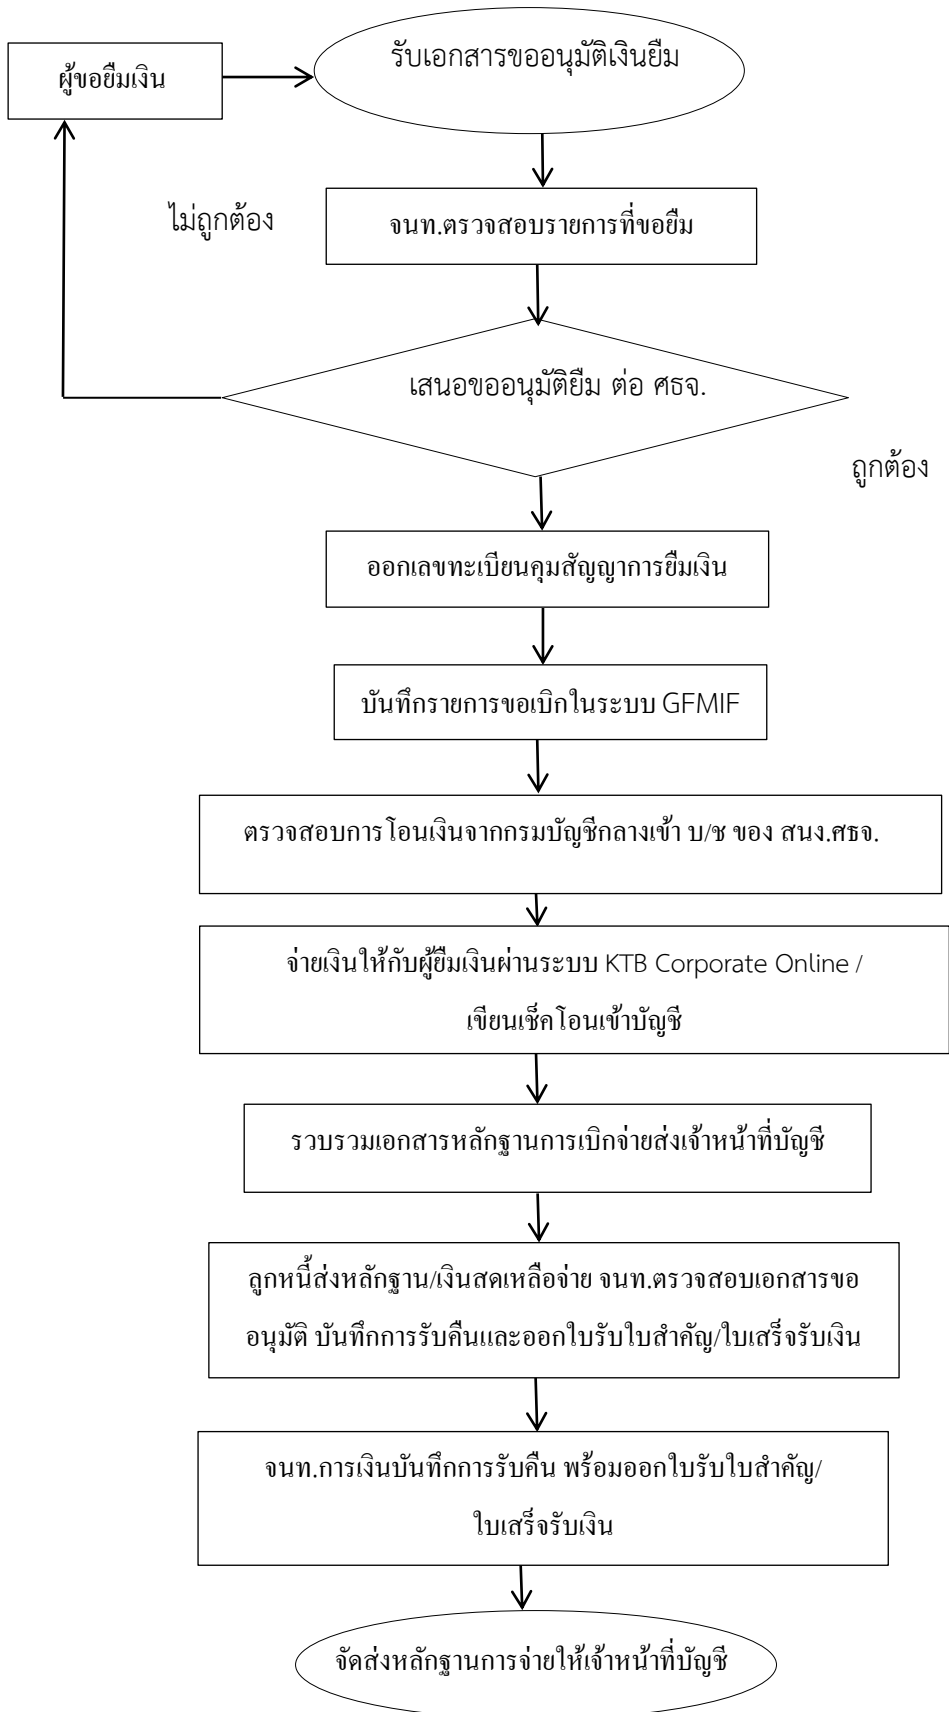 รับเอกสารขออนุมัติเงินยืม
ผู้ขอยืมเงิน
ไม่ถูกต้อง
จนท.ตรวจสอบรายการที่ขอยืม
เสนอขออนุมัติยืม ต่อ ศธจ.
ถูกต้อง
ออกเลขทะเบียนคุมสัญญาการยืมเงิน
บันทึกรายการขอเบิกในระบบ GFMIF
ตรวจสอบการโอนเงินจากกรมบัญชีกลางเข้า บ/ช ของ สนง.ศธจ.
จ่ายเงินให้กับผู้ยืมเงินผ่านระบบ KTB Corporate Online /
เขียนเช็คโอนเข้าบัญชี
รวบรวมเอกสารหลักฐานการเบิกจ่ายส่งเจ้าหน้าที่บัญชี
ลูกหนี้ส่งหลักฐาน/เงินสดเหลือจ่าย จนท.ตรวจสอบเอกสารขอ
อนุมัติ บันทึกการรับคืนและออกใบรับใบสำคัญ/ใบเสร็จรับเงิน
จนท.การเงินบันทึกการรับคืน พร้อมออกใบรับใบสำคัญ/
ใบเสร็จรับเงิน
จัดส่งหลักฐานการจ่ายให้เจ้าหน้าที่บัญชี